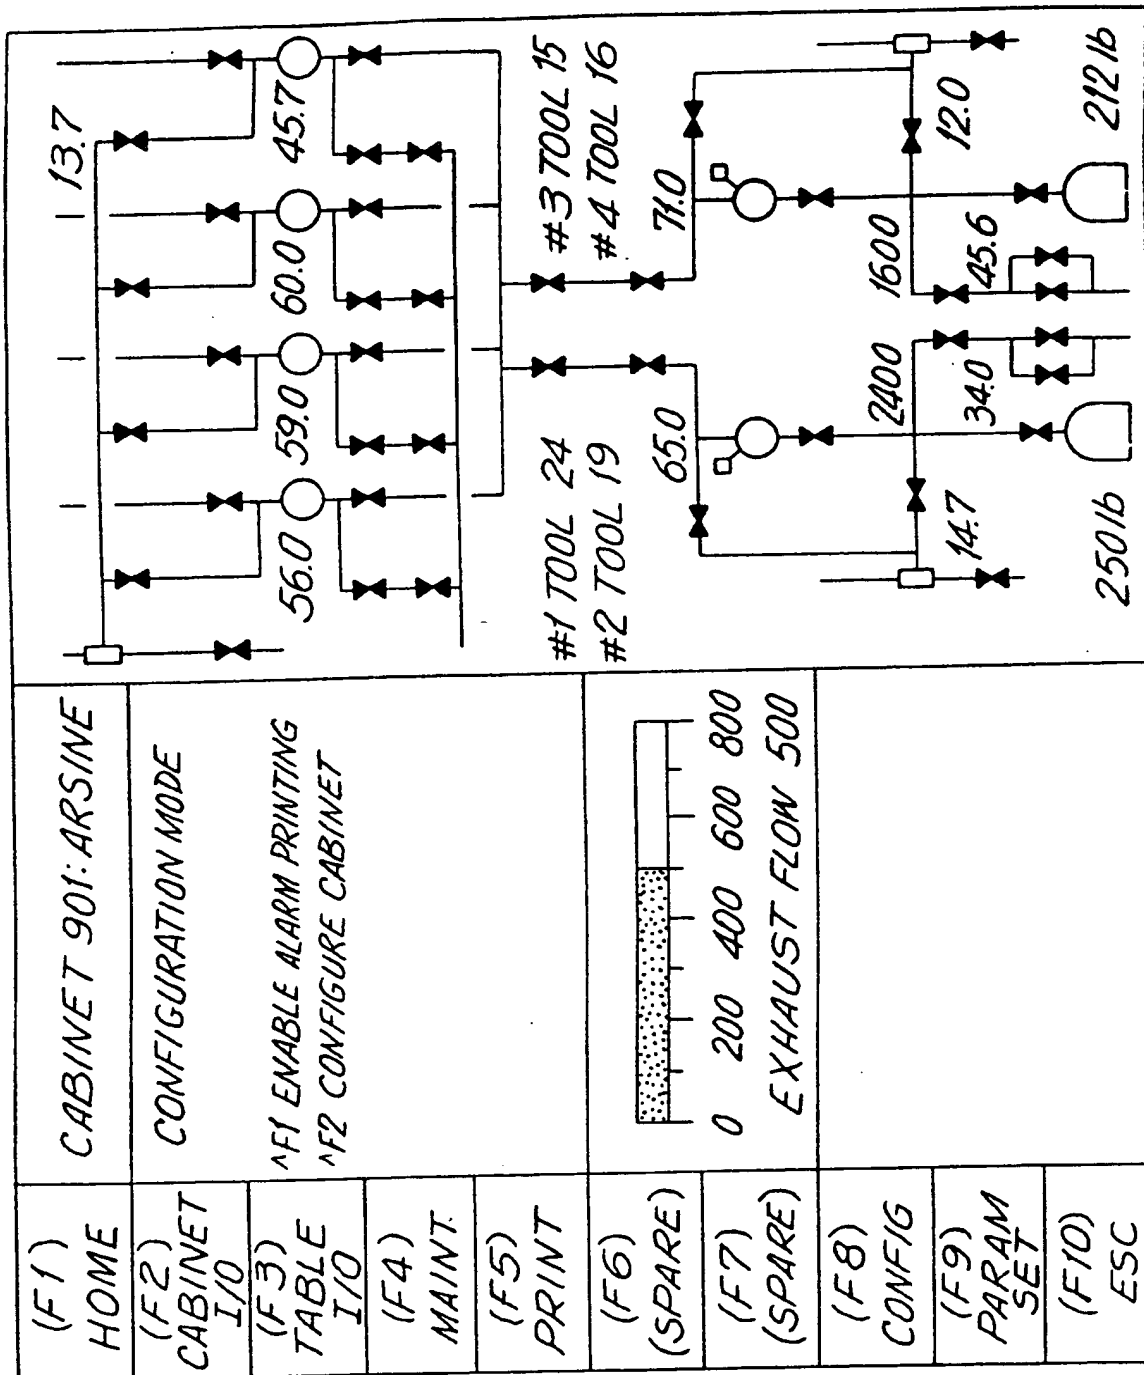 (F1)
HOME
(F2)
CABINET
I/O
(F3)
TABLE
I/O
(F4)
MAINT.
(F5)
PRINT
(F6)
(SPARE)
(F7)
(SPARE)
(F8)
CONFIG
(F9)
PARAM
SET
(F10)
ESC
CABINET 901: ARSINE
CONFIGURATION MODE
^F1 ENABLE ALARM PRINTING
^F2 CONFIGURE CABINET
0 200 400 600 800
EXHAUST FLOW 500
13.7
56.0 59.0 60.0 45.7
#1 TOOL 24 #3 TOOL 15
#2 TOOL 19 #4 TOOL 16
65.0 71.0
2400 1600
14.7 34.0 45.6 12.0
250 lb 212 lb